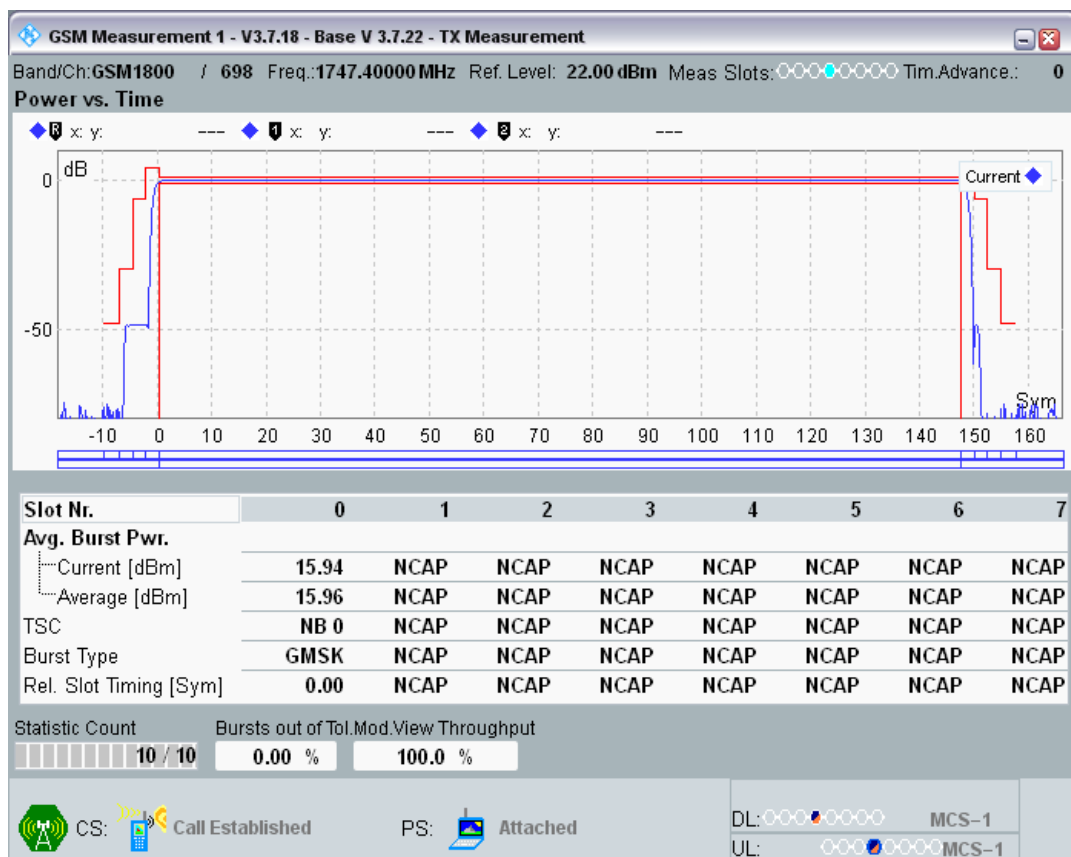 GSM Measurement 1 - V3.7.18 - Base V 3.7.22 - TX Measurement
Band/Ch:GSM1800 / 698 Freq.:1747.40000 MHz Ref. Level: 22.00 dBm Meas Slots: Tim.Advance.: 0
Power vs. Time
R x: y: --- 1 x: y: --- 2 x: y: ---
dB
Current
0
-50
Sym
-10 0 10 20 30 40 50 60 70 80 90 100 110 120 130 140 150 160
Slot Nr. 0 1 2 3 4 5 6 7
Avg. Burst Pwr.
Current [dBm] 15.94 NCAP NCAP NCAP NCAP NCAP NCAP NCAP
Average [dBm] 15.96 NCAP NCAP NCAP NCAP NCAP NCAP NCAP
TSC NB 0 NCAP NCAP NCAP NCAP NCAP NCAP NCAP
Burst Type GMSK NCAP NCAP NCAP NCAP NCAP NCAP NCAP
Rel. Slot Timing [Sym] 0.00 NCAP NCAP NCAP NCAP NCAP NCAP NCAP
Statistic Count Bursts out of Tol.Mod.View Throughput
10 / 10 0.00 % 100.0 %
CS: Call Established PS: Attached
DL: MCS-1
UL: MCS-1